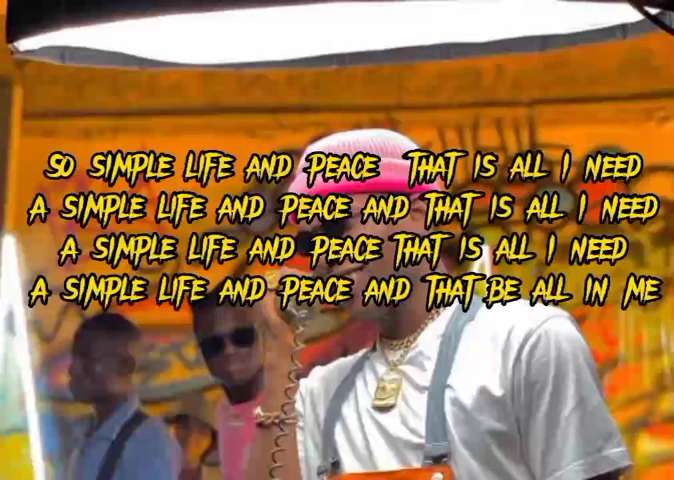 SO SIMPLE LIFE AND PEACE THAT IS ALL I NEED
A SIMPLE LIFE AND PEACE AND THAT IS ALL I NEED
A SIMPLE LIFE AND PEACE THAT IS ALL I NEED
A SIMPLE LIFE AND PEACE AND THAT BE ALL IN ME